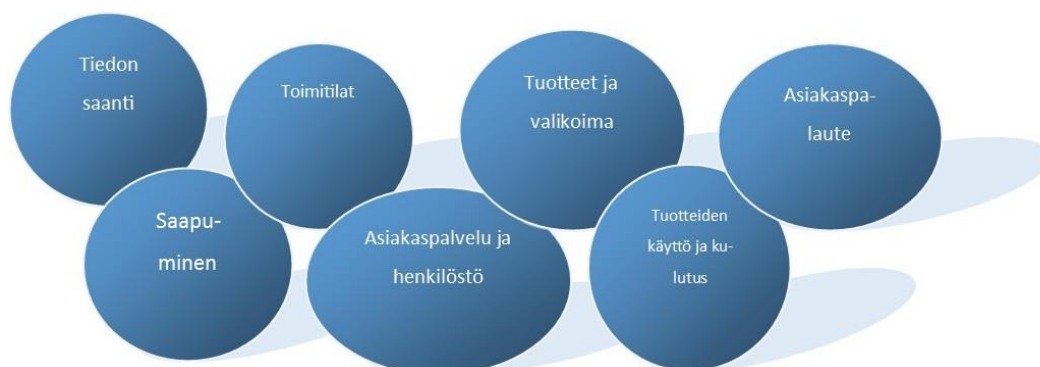 Tiedon
saanti
Saapu-
minen
Toimitilat
Asiakaspalvelu ja
henkilöstö
Tuotteet ja
valikoima
Tuotteiden
käyttö ja ku-
lutus
Asiakaspa-
laute